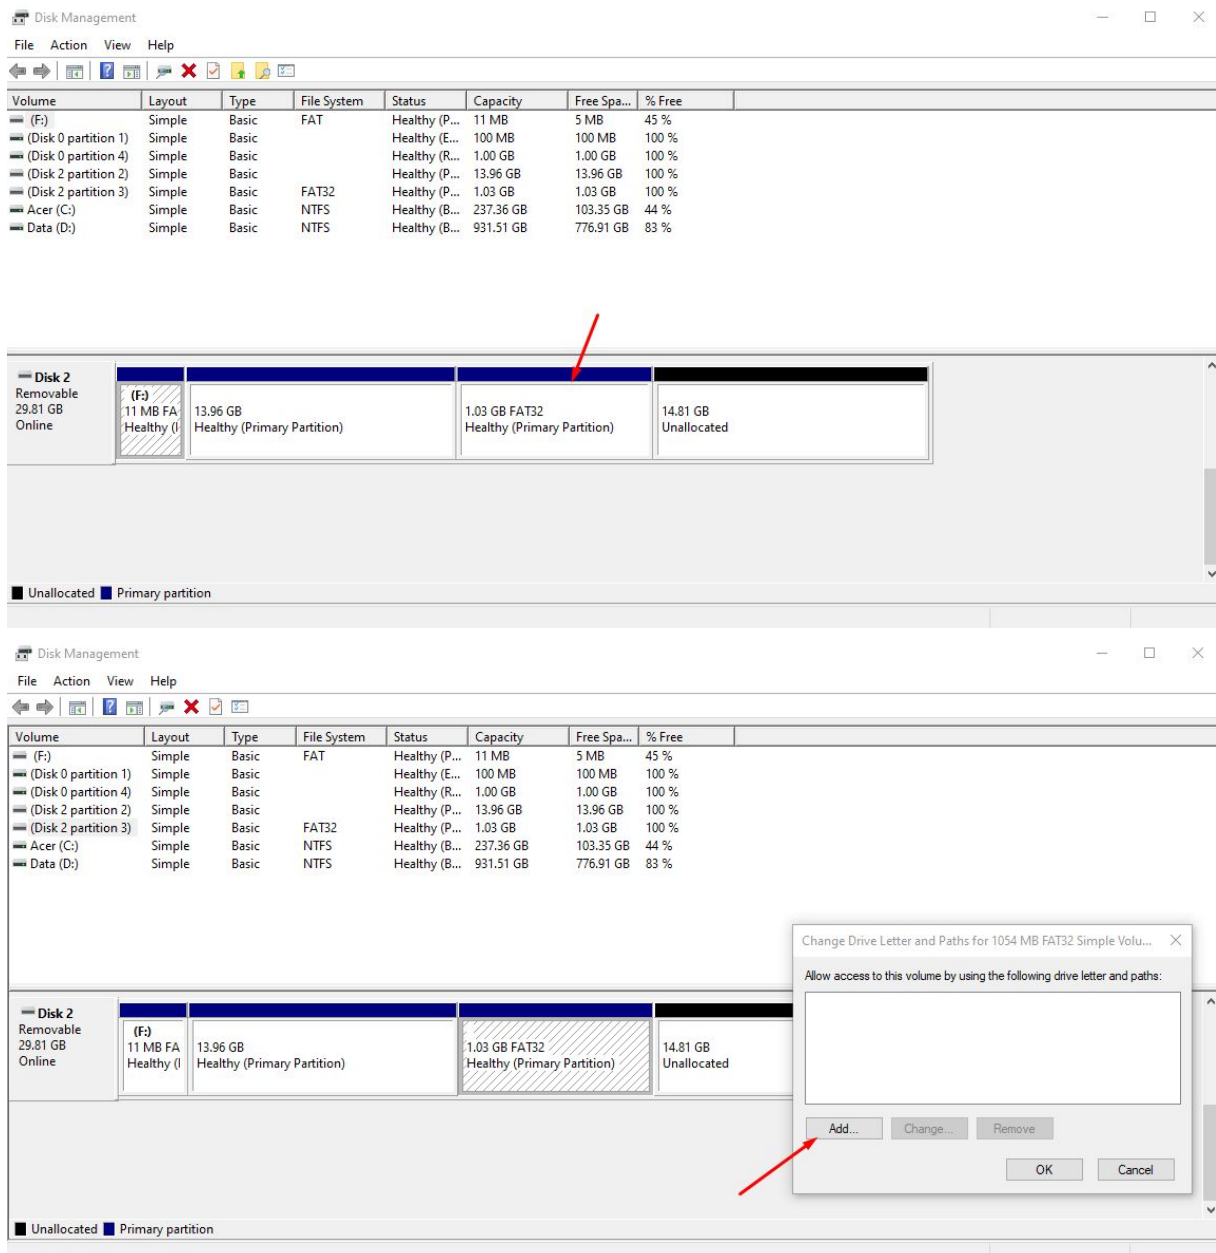 Disk Management
File Action View Help
Volume Layout Type File System Status Capacity Free Spa... % Free
(F:) Simple Basic FAT Healthy (P... 11 MB 5 MB 45 %
(Disk 0 partition 1) Simple Basic Healthy (E... 100 MB 100 MB 100 %
(Disk 0 partition 4) Simple Basic Healthy (R... 1.00 GB 1.00 GB 100 %
(Disk 2 partition 2) Simple Basic Healthy (P... 13.96 GB 13.96 GB 100 %
(Disk 2 partition 3) Simple Basic FAT32 Healthy (P... 1.03 GB 1.03 GB 100 %
Acer (C:) Simple Basic NTFS Healthy (B... 237.36 GB 103.35 GB 44 %
Data (D:) Simple Basic NTFS Healthy (B... 931.51 GB 776.91 GB 83 %
Disk 2
Removable
29.81 GB
Online
(F:)
11 MB FA
Healthy (I
13.96 GB
Healthy (Primary Partition)
1.03 GB FAT32
Healthy (Primary Partition)
14.81 GB
Unallocated
Unallocated Primary partition
Disk Management
File Action View Help
Volume Layout Type File System Status Capacity Free Spa... % Free
(F:) Simple Basic FAT Healthy (P... 11 MB 5 MB 45 %
(Disk 0 partition 1) Simple Basic Healthy (E... 100 MB 100 MB 100 %
(Disk 0 partition 4) Simple Basic Healthy (R... 1.00 GB 1.00 GB 100 %
(Disk 2 partition 2) Simple Basic Healthy (P... 13.96 GB 13.96 GB 100 %
(Disk 2 partition 3) Simple Basic FAT32 Healthy (P... 1.03 GB 1.03 GB 100 %
Acer (C:) Simple Basic NTFS Healthy (B... 237.36 GB 103.35 GB 44 %
Data (D:) Simple Basic NTFS Healthy (B... 931.51 GB 776.91 GB 83 %
Change Drive Letter and Paths for 1054 MB FAT32 Simple Volu...
Allow access to this volume by using the following drive letter and paths:
Add... Change... Remove
OK Cancel
Disk 2
Removable
29.81 GB
Online
(F:)
11 MB FA
Healthy (I
13.96 GB
Healthy (Primary Partition)
1.03 GB FAT32
Healthy (Primary Partition)
14.81 GB
Unallocated
Unallocated Primary partition